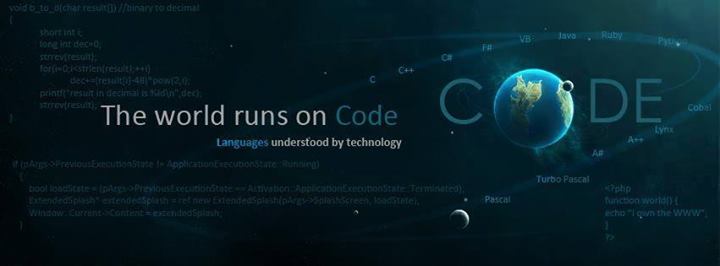 void b_to_d(char result[]) //binary to decimal
{
short int i;
long int dec=0;
strrev(result);
for(i=0;i<strlen(result);++i)
dec+=(result[i]-48)*pow(2,i);
printf("result in decimal is %ld\n",dec);
strrev(result);
}
C
C++
C#
F#
VB
Java
Ruby
Python
Cobal
Lynx
A++
A#
Turbo Pascal
Pascal
C DE
The world runs on Code
Languages understood by technology
if (pArgs->PreviousExecutionState != ApplicationExecutionState::Running)
{
bool loadState = (pArgs->PreviousExecutionState == Activation::ApplicationExecutionState::Terminated);
ExtendedSplash^ extendedSplash = ref new ExtendedSplash(pArgs->SplashScreen, loadState);
Window::Current->Content = extendedSplash;
}
<?php
function world() {
echo "I own the WWW";
}
?>